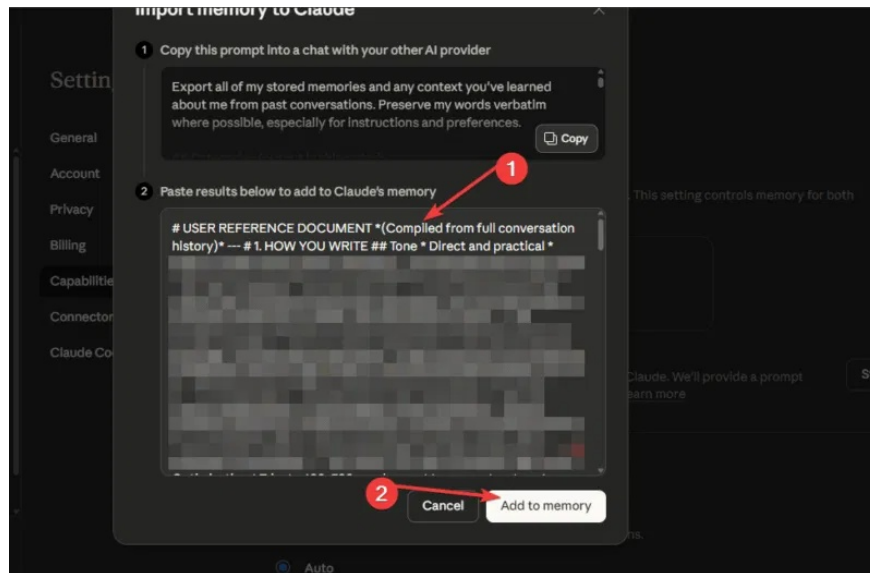 Import memory to Claude
1 Copy this prompt into a chat with your other AI provider
Export all of my stored memories and any context you've learned
about me from past conversations. Preserve my words verbatim
where possible, especially for instructions and preferences.
Copy
1
2 Paste results below to add to Claude's memory
# USER REFERENCE DOCUMENT *(Compiled from full conversation
history)* --- # 1. HOW YOU WRITE ## Tone * Direct and practical *
2
Cancel
Add to memory
Settin
General
Account
Privacy
Billing
Capabilitie
Connector
Claude Co
. This setting controls memory for both
Claude. We'll provide a prompt
earn more
S
ns.
Auto